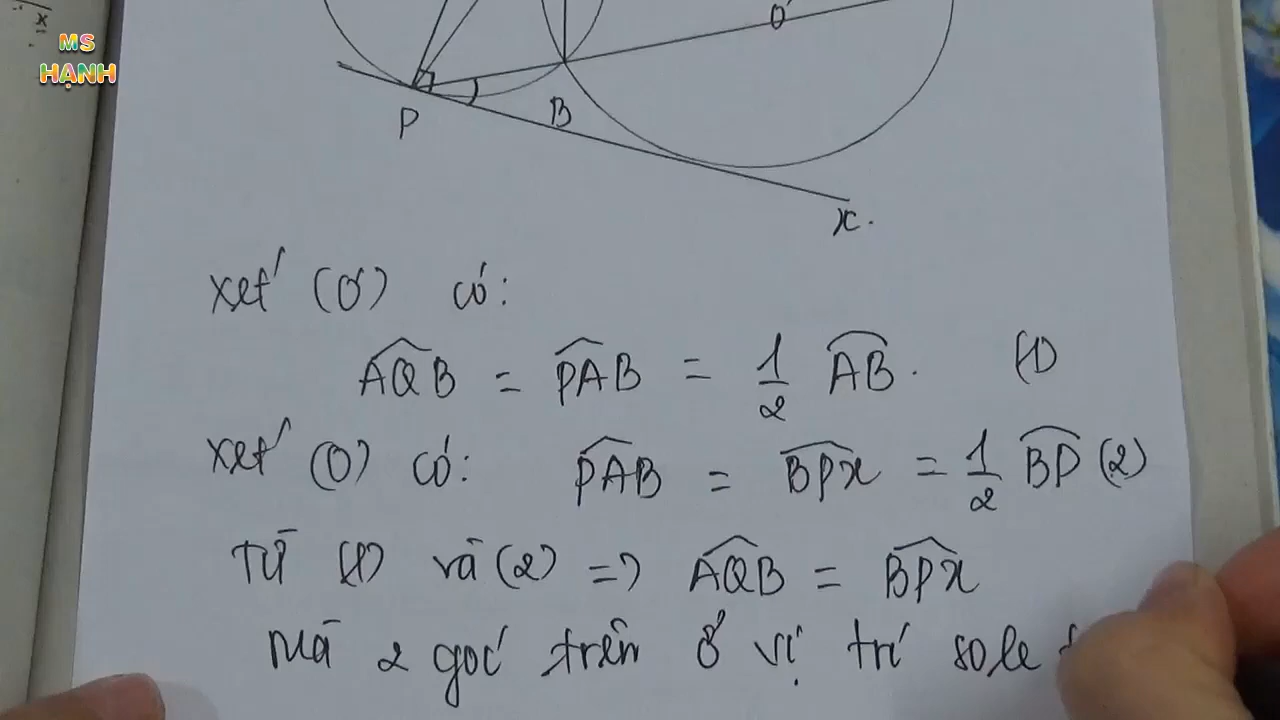 MS
HẠNH
O'
P
B
x.
Xét (O') có:
AQB = PAB = 1/2 AB. (1)
Xét (O) có: PAB = BPx = 1/2 BP (2)
Từ (1) và (2) => AQB = BPx
Mà 2 góc trên ở vị trí sole